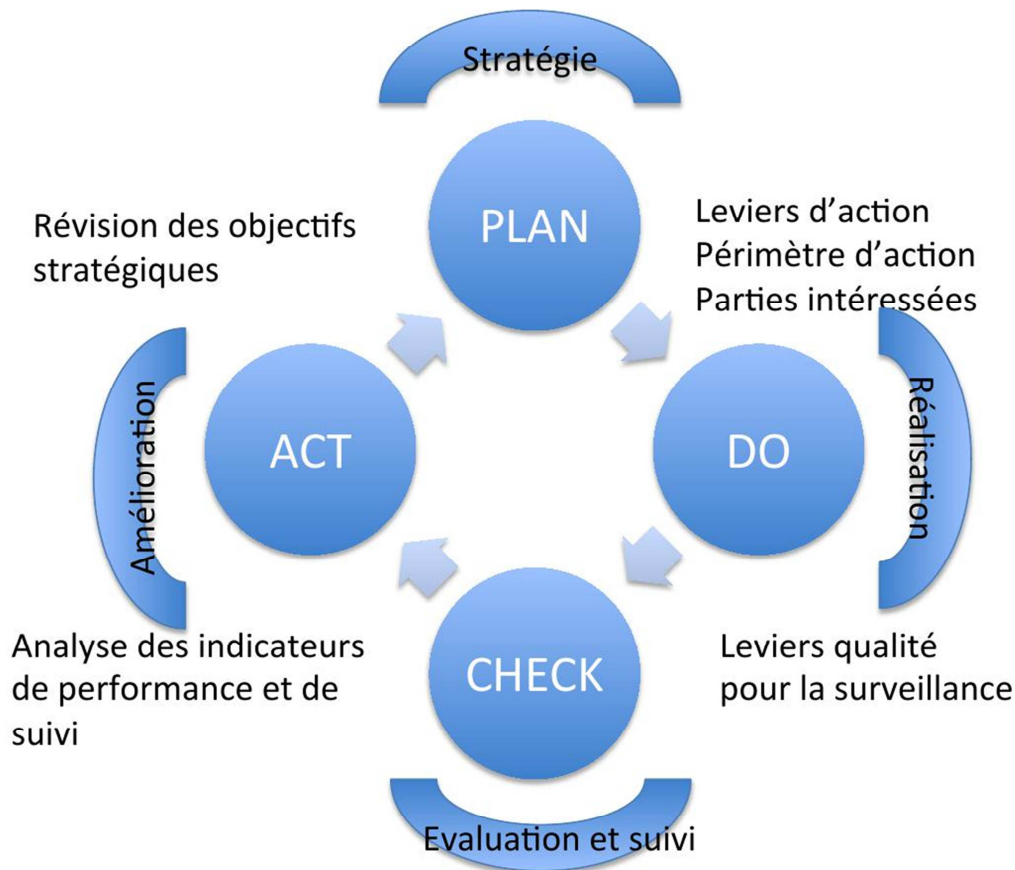 Stratégie
PLAN
Révision des objectifs
stratégiques
Leviers d’action
Périmètre d’action
Parties intéressées
Amélioration
ACT
DO
Réalisation
Analyse des indicateurs
de performance et de
suivi
CHECK
Leviers qualité
pour la surveillance
Evaluation et suivi